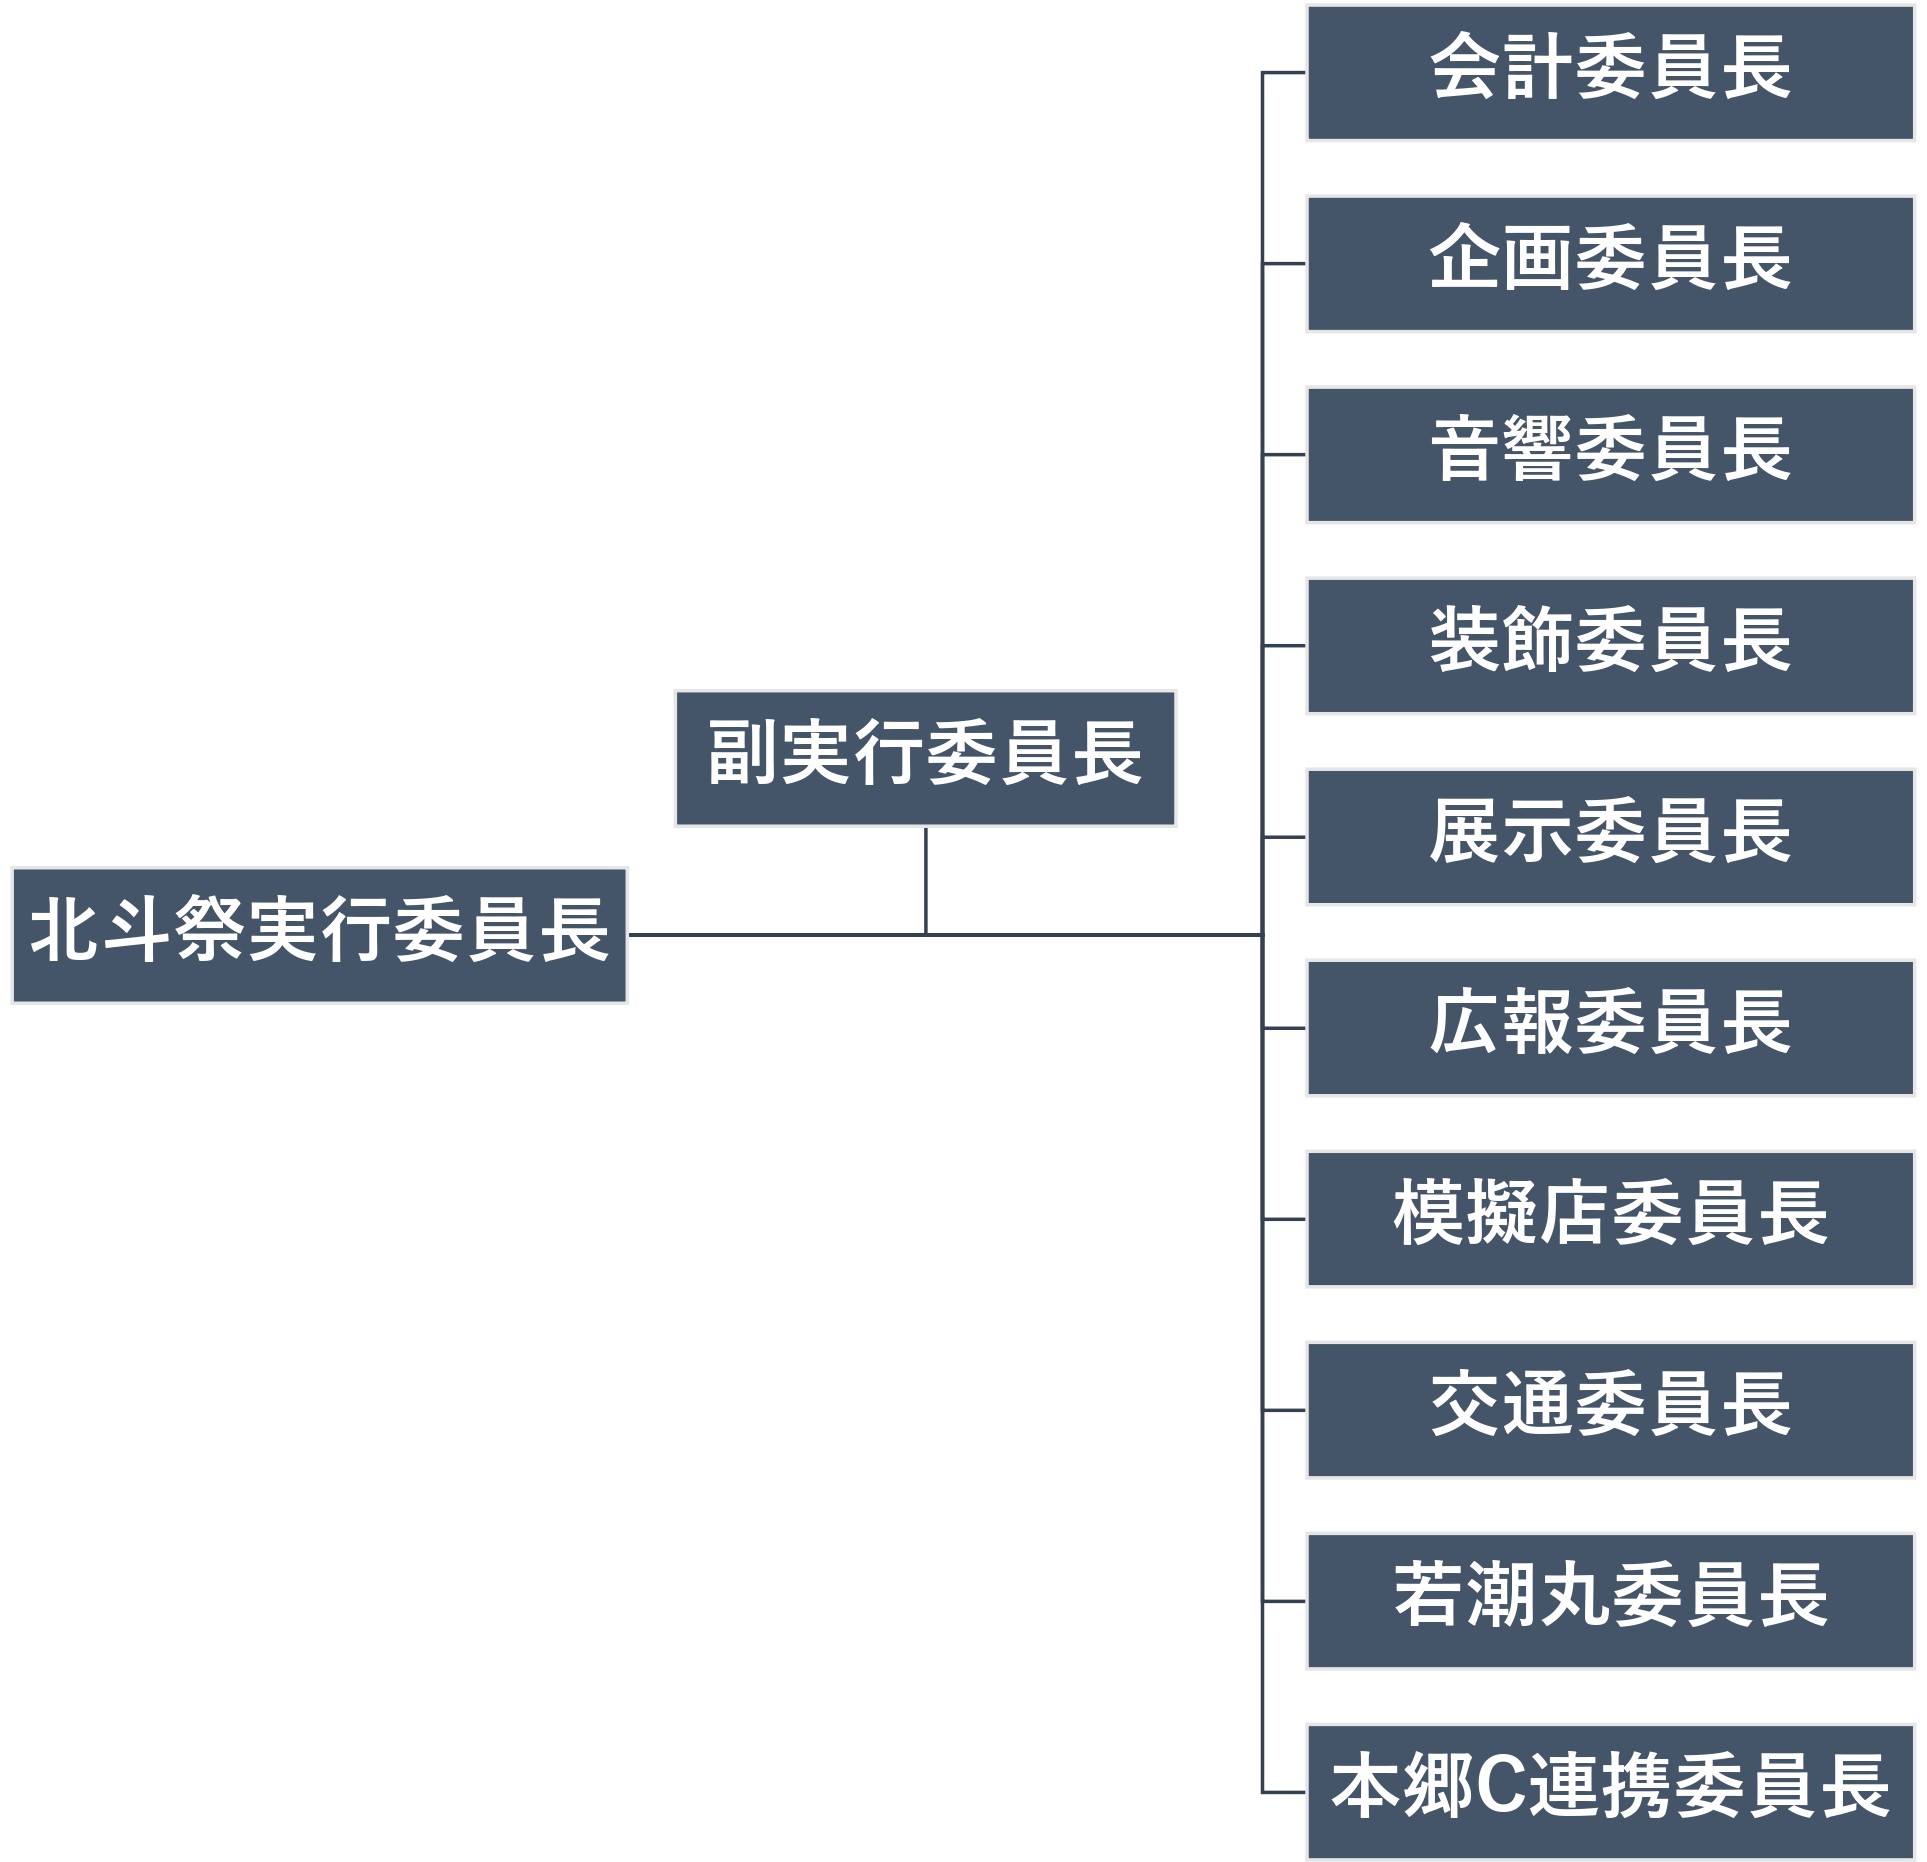 北斗祭実行委員長
副実行委員長
会計委員長
企画委員長
音響委員長
装飾委員長
展示委員長
広報委員長
模擬店委員長
交通委員長
若潮丸委員長
本郷C連携委員長